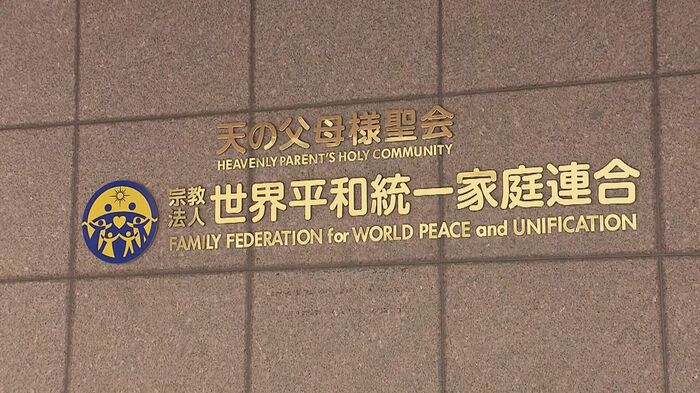 天の父母様聖会
HEAVENLY PARENT'S HOLY COMMUNITY
宗教法人 世界平和統一家庭連合
FAMILY FEDERATION for WORLD PEACE and UNIFICATION